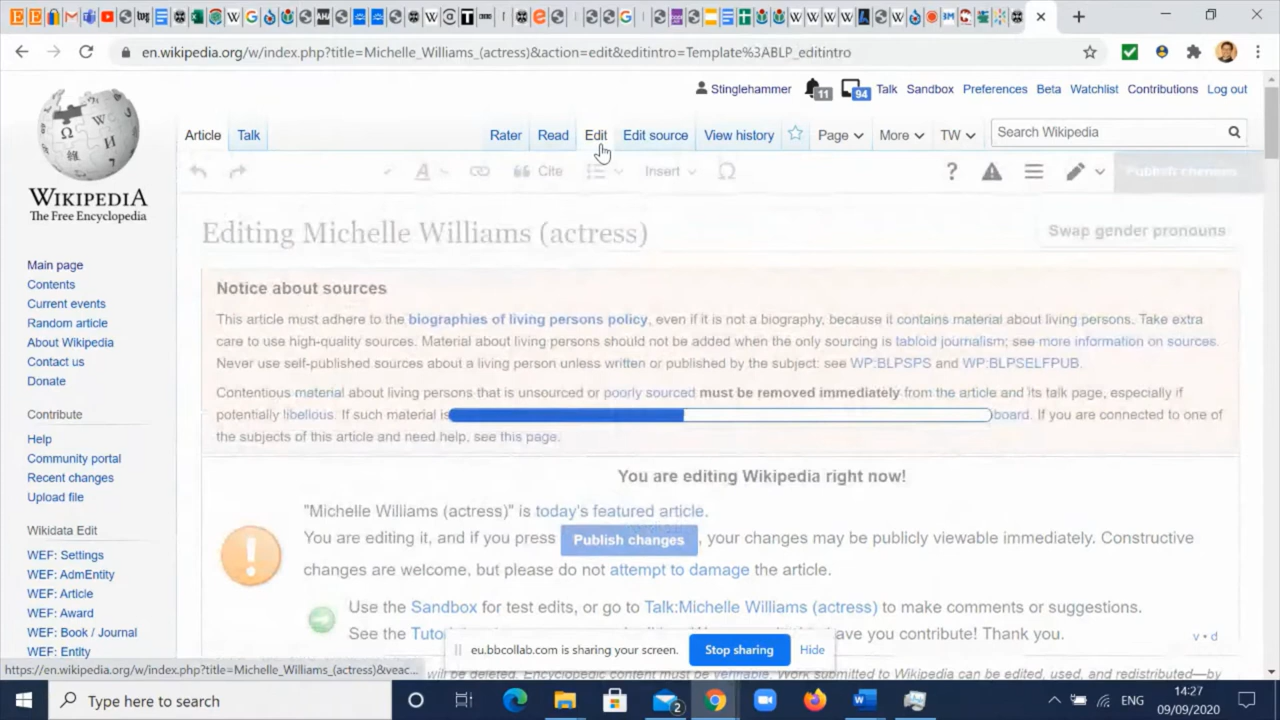 en.wikipedia.org/w/index.php?title=Michelle_Williams_(actress)&action=edit&editintro=Template%3ABLP_editintro
Stinglehammer 11 94 Talk Sandbox Preferences Beta Watchlist Contributions Log out
Article Talk Rater Read Edit Edit source View history Page More TW Search Wikipedia
WIKIPEDIA
The Free Encyclopedia
A Cite Insert Ω ? Publish changes
Editing Michelle Williams (actress) Swap gender pronouns
Main page
Contents
Current events
Random article
About Wikipedia
Contact us
Donate
Contribute
Help
Community portal
Recent changes
Upload file
Wikidata Edit
WEF: Settings
WEF: AdmEntity
WEF: Article
WEF: Award
WEF: Book / Journal
WEF: Entity
Notice about sources
This article must adhere to the biographies of living persons policy, even if it is not a biography, because it contains material about living persons. Take extra
care to use high-quality sources. Material about living persons should not be added when the only sourcing is tabloid journalism; see more information on sources.
Never use self-published sources about a living person unless written or published by the subject: see WP:BLPSPS and WP:BLPSELFPUB.
Contentious material about living persons that is unsourced or poorly sourced must be removed immediately from the article and its talk page, especially if
potentially libellous. If such material is board. If you are connected to one of
the subjects of this article and need help, see this page.
You are editing Wikipedia right now!
"Michelle Williams (actress)" is today's featured article.
You are editing it, and if you press Publish changes , your changes may be publicly viewable immediately. Constructive
changes are welcome, but please do not attempt to damage the article.
Use the Sandbox for test edits, or go to Talk:Michelle Williams (actress) to make comments or suggestions.
See the Tuto have you contribute! Thank you.
v • d
eu.bbcollab.com is sharing your screen. Stop sharing Hide
https://en.wikipedia.org/w/index.php?title=Michelle_Williams_(actress)&veac...
will be deleted. Encyclopedic content must be verifiable. Work submitted to Wikipedia can be edited, used, and redistributed—by
Type here to search
2
ENG
14:27
09/09/2020